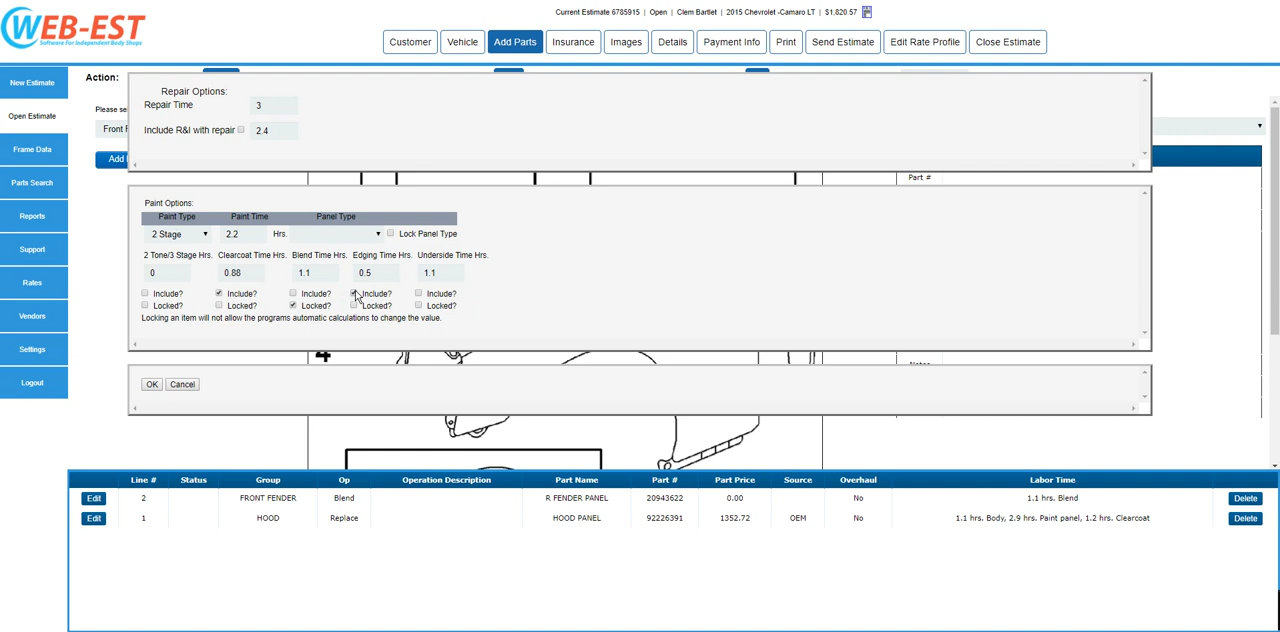 WEB-EST
Software For Independent Body Shops
Current Estimate 6785915 | Open | Clem Bartlet | 2015 Chevrolet -Camaro LT | $1,820.57
Customer Vehicle Add Parts Insurance Images Details Payment Info Print Send Estimate Edit Rate Profile Close Estimate
New Estimate
Open Estimate
Frame Data
Parts Search
Reports
Support
Rates
Vendors
Settings
Logout
Action:
Please se
Front F
Add
Part #
Repair Options:
Repair Time 3
Include R&I with repair 2.4
Paint Options:
Paint Type Paint Time Panel Type
2 Stage 2.2 Hrs. Lock Panel Type
2 Tone/3 Stage Hrs. Clearcoat Time Hrs. Blend Time Hrs. Edging Time Hrs. Underside Time Hrs.
0 0.88 1.1 0.5 1.1
Include? Include? Include? Include? Include?
Locked? Locked? Locked? Locked? Locked?
Locking an item will not allow the programs automatic calculations to change the value.
4
OK Cancel
Line # Status Group Op Operation Description Part Name Part # Part Price Source Overhaul Labor Time
Edit 2 FRONT FENDER Blend R FENDER PANEL 20943622 0.00 No 1.1 hrs. Blend Delete
Edit 1 HOOD Replace HOOD PANEL 92226391 1352.72 OEM No 1.1 hrs. Body, 2.9 hrs. Paint panel, 1.2 hrs. Clearcoat Delete